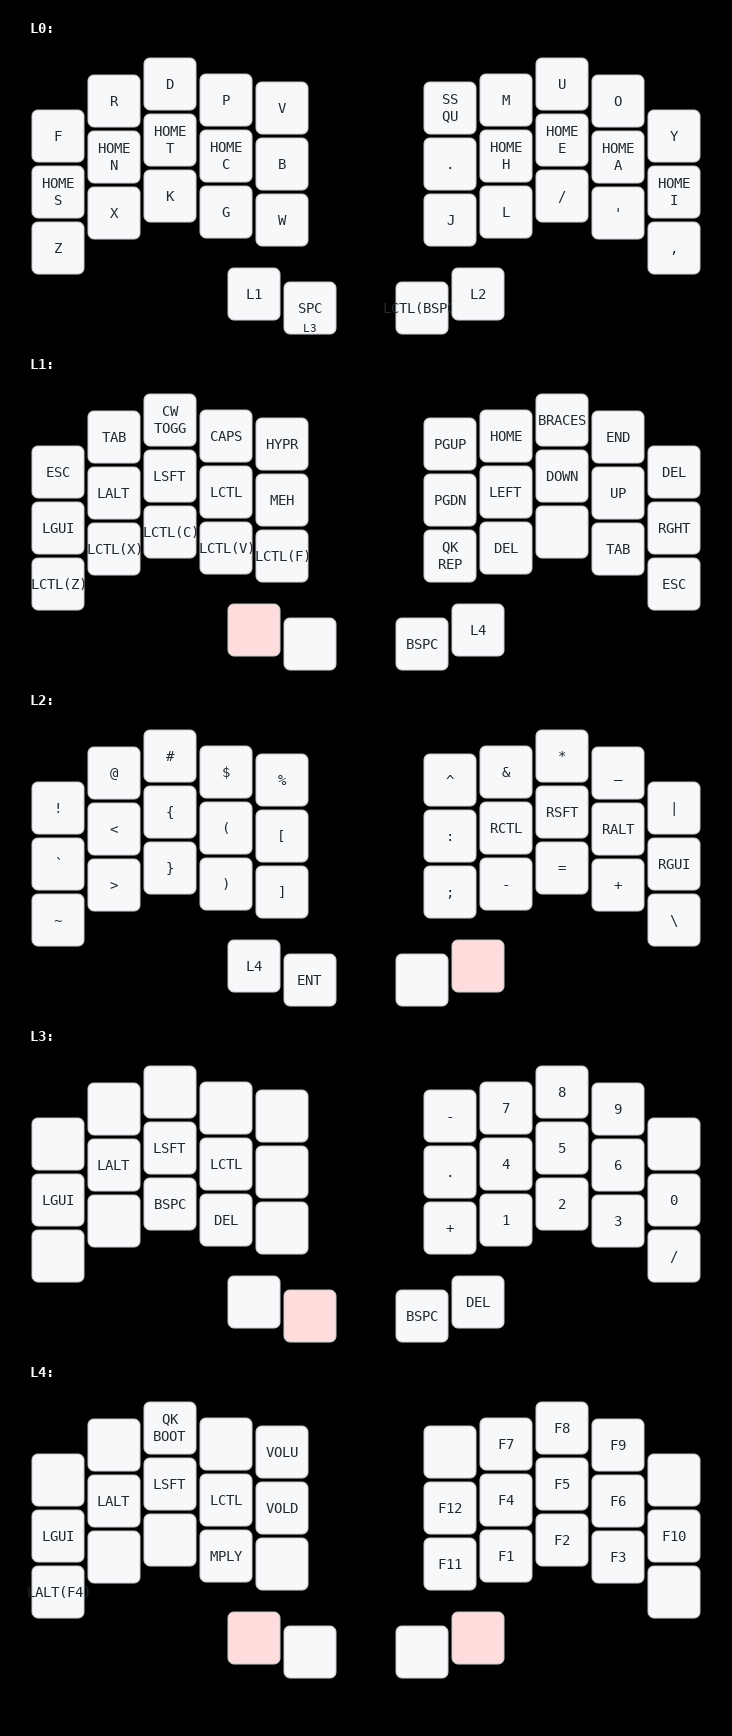 L0:
F R D P V SS QU M U O Y
HOME S HOME N HOME T HOME C B . HOME H HOME E HOME A HOME I
Z X K G W J L / ' ,
L1 SPC L3 LCTL(BSPC L2
L1:
ESC TAB CW TOGG CAPS HYPR PGUP HOME BRACES END DEL
LGUI LALT LSFT LCTL MEH PGDN LEFT DOWN UP RGHT
LCTL(Z) LCTL(X) LCTL(C) LCTL(V) LCTL(F) QK REP DEL TAB ESC
BSPC L4
L2:
! @ # $ % ^ & * _ |
` < { ( [ : RCTL RSFT RALT RGUI
~ > } ) ] ; - = + \
L4 ENT
L3:
- 7 8 9
LGUI LALT LSFT LCTL . 4 5 6 0
BSPC DEL + 1 2 3 /
BSPC DEL
L4:
QK BOOT VOLU F7 F8 F9
LGUI LALT LSFT LCTL VOLD F12 F4 F5 F6 F10
LALT(F4) MPLY F11 F1 F2 F3